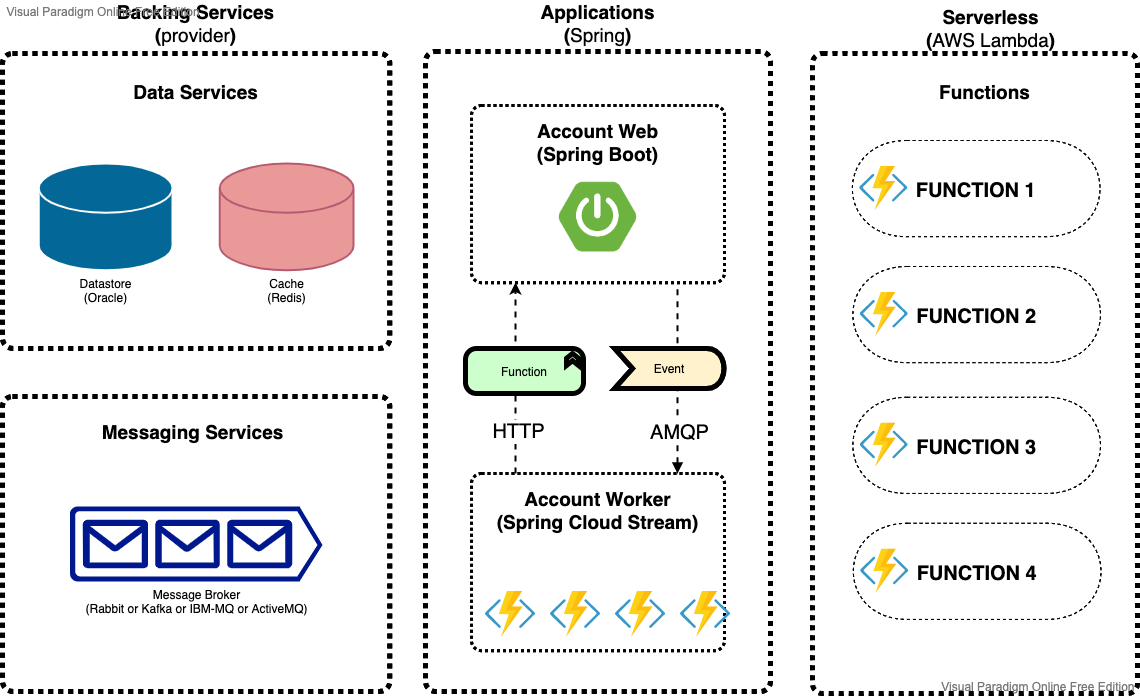 Visual Paradigm Online Free Edition
Backing Services
(provider)
Data Services
Datastore
(Oracle)
Cache
(Redis)
Messaging Services
Message Broker
(Rabbit or Kafka or IBM-MQ or ActiveMQ)
Applications
(Spring)
Account Web
(Spring Boot)
Function
Event
HTTP
AMQP
Account Worker
(Spring Cloud Stream)
Serverless
(AWS Lambda)
Functions
FUNCTION 1
FUNCTION 2
FUNCTION 3
FUNCTION 4
Visual Paradigm Online Free Edition